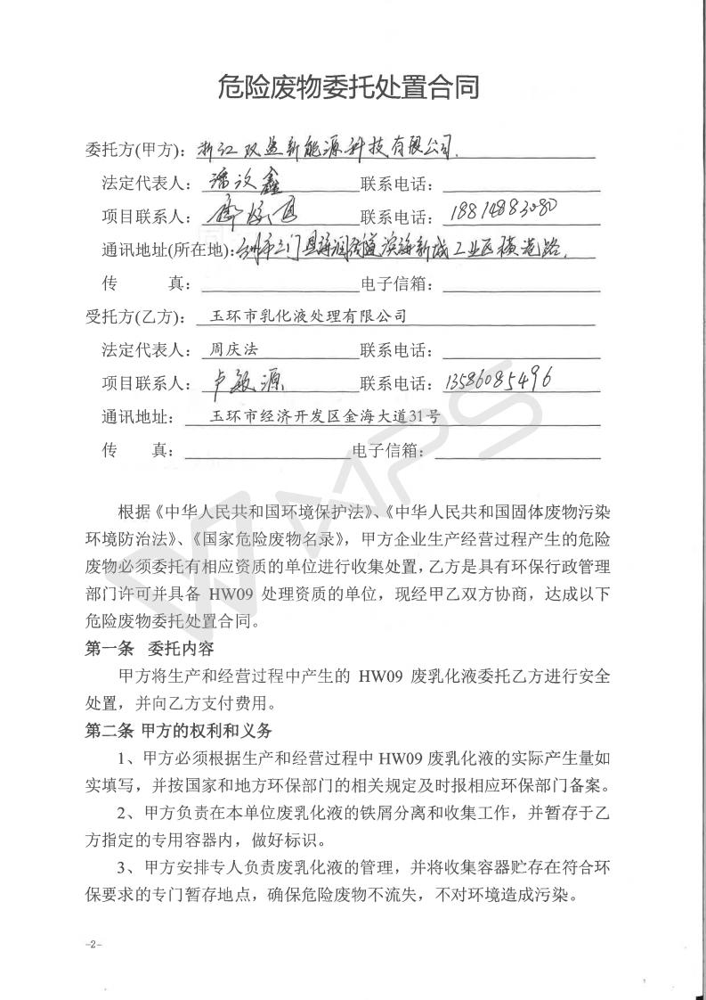 危险废物委托处置合同
委托方(甲方): 浙江双益新能源科技有限公司.
法定代表人: 潘汝鑫 联系电话:
项目联系人: 联系电话: 18814883080
通讯地址(所在地): 台州市三门县海润街道滨海新城工业区横港路.
传 真: 电子信箱:
受托方(乙方): 玉环市乳化液处理有限公司
法定代表人: 周庆法 联系电话:
项目联系人: 卢敏源 联系电话: 13586085496
通讯地址: 玉环市经济开发区金海大道31号
传 真: 电子信箱:
根据《中华人民共和国环境保护法》、《中华人民共和国固体废物污染
环境防治法》、《国家危险废物名录》，甲方企业生产经营过程产生的危险
废物必须委托有相应资质的单位进行收集处置，乙方是具有环保行政管理
部门许可并具备 HW09 处理资质的单位，现经甲乙双方协商，达成以下
危险废物委托处置合同。
第一条 委托内容
甲方将生产和经营过程中产生的 HW09 废乳化液委托乙方进行安全
处置，并向乙方支付费用。
第二条 甲方的权利和义务
1、甲方必须根据生产和经营过程中 HW09 废乳化液的实际产生量如
实填写，并按国家和地方环保部门的相关规定及时报相应环保部门备案。
2、甲方负责在本单位废乳化液的铁屑分离和收集工作，并暂存于乙
方指定的专用容器内，做好标识。
3、甲方安排专人负责废乳化液的管理，并将收集容器贮存在符合环
保要求的专门暂存地点，确保危险废物不流失，不对环境造成污染。
-2-
WPS